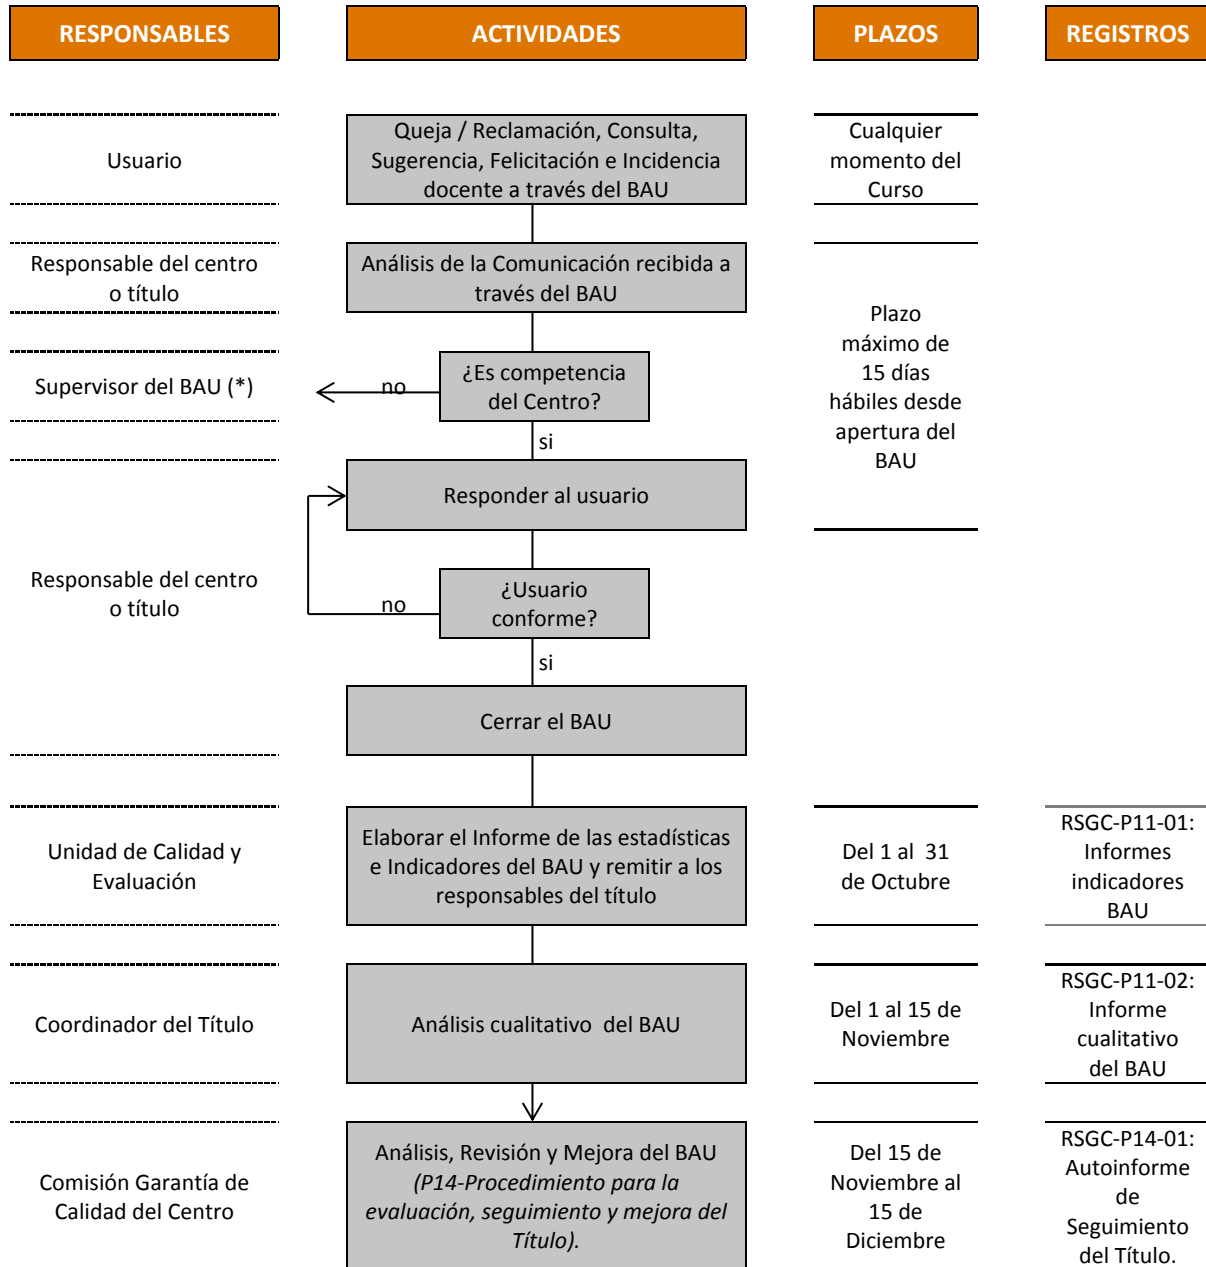 RESPONSABLES
ACTIVIDADES
PLAZOS
REGISTROS
Usuario
Queja / Reclamación, Consulta,
Sugerencia, Felicitación e Incidencia
docente a través del BAU
Cualquier
momento del
Curso
Responsable del centro
o título
Análisis de la Comunicación recibida a
través del BAU
Plazo
máximo de
15 días
hábiles desde
apertura del
BAU
Supervisor del BAU (*)
no
¿Es competencia
del Centro?
si
Responder al usuario
Responsable del centro
o título
no
¿Usuario
conforme?
si
Cerrar el BAU
Unidad de Calidad y
Evaluación
Elaborar el Informe de las estadísticas
e Indicadores del BAU y remitir a los
responsables del título
Del 1 al 31
de Octubre
RSGC-P11-01:
Informes
indicadores
BAU
Coordinador del Título
Análisis cualitativo del BAU
Del 1 al 15 de
Noviembre
RSGC-P11-02:
Informe
cualitativo
del BAU
Comisión Garantía de
Calidad del Centro
Análisis, Revisión y Mejora del BAU
(P14-Procedimiento para la
evaluación, seguimiento y mejora del
Título).
Del 15 de
Noviembre al
15 de
Diciembre
RSGC-P14-01:
Autoinforme
de
Seguimiento
del Título.